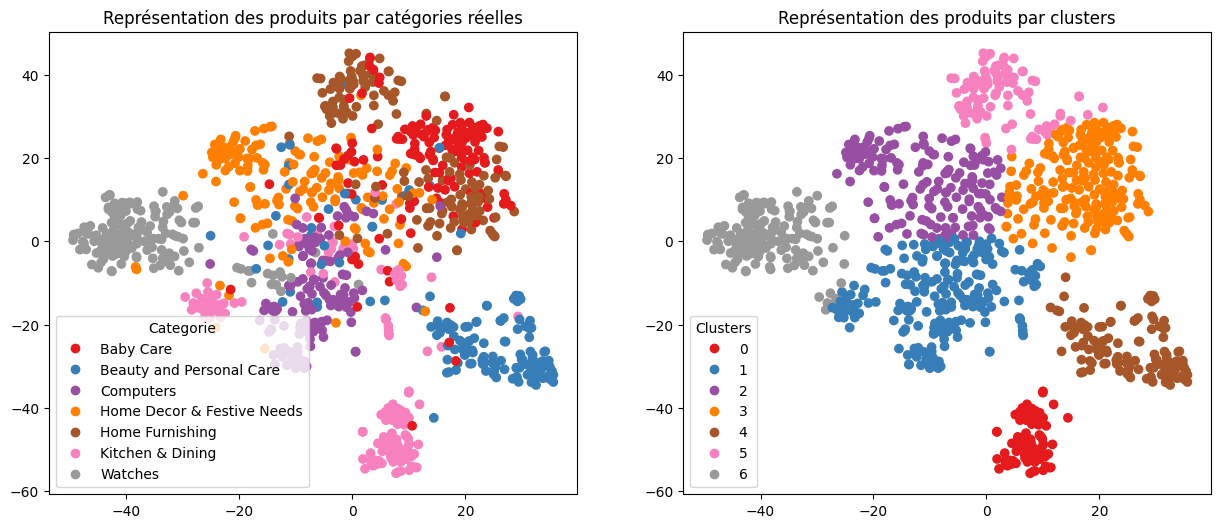 Représentation des produits par catégories réelles
40
20
0
−20
−40
−60
−40
−20
0
20
Categorie
Baby Care
Beauty and Personal Care
Computers
Home Decor & Festive Needs
Home Furnishing
Kitchen & Dining
Watches
Représentation des produits par clusters
40
20
0
−20
−40
−60
−40
−20
0
20
Clusters
0
1
2
3
4
5
6